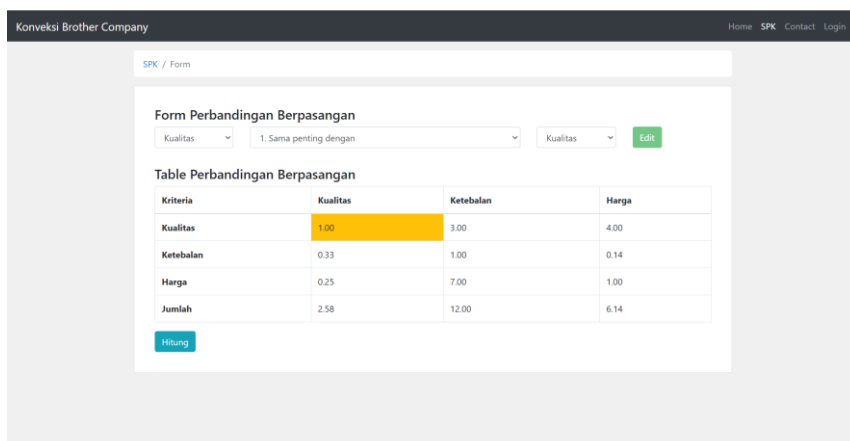 Konveksi Brother Company Home SPK Contact Login
SPK / Form
Form Perbandingan Berpasangan
Kualitas 1. Sama penting dengan Kualitas Edit
Table Perbandingan Berpasangan
Kriteria Kualitas Ketebalan Harga
Kualitas 1.00 3.00 4.00
Ketebalan 0.33 1.00 0.14
Harga 0.25 7.00 1.00
Jumlah 2.58 12.00 6.14
Hitung